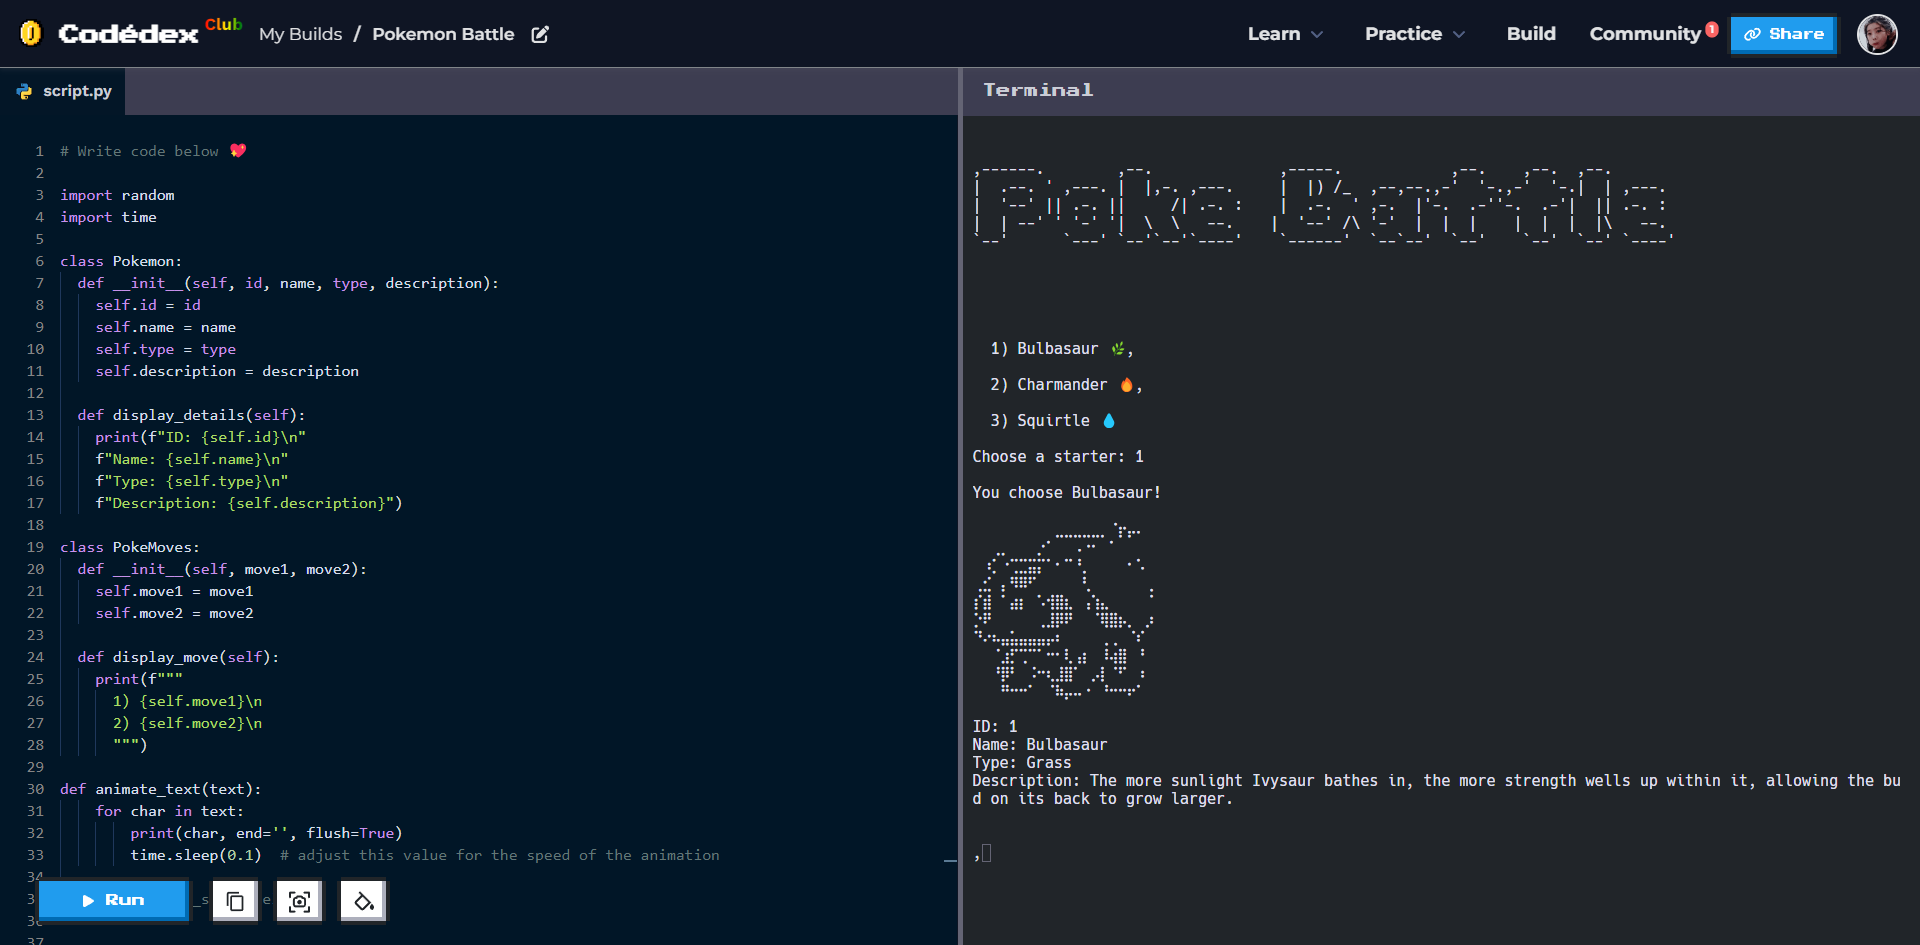 Codédex Club My Builds / Pokemon Battle
Learn Practice Build Community 1 Share
script.py
1 # Write code below 💖
2
3 import random
4 import time
5
6 class Pokemon:
7 def __init__(self, id, name, type, description):
8 self.id = id
9 self.name = name
10 self.type = type
11 self.description = description
12
13 def display_details(self):
14 print(f"ID: {self.id}\n"
15 f"Name: {self.name}\n"
16 f"Type: {self.type}\n"
17 f"Description: {self.description}")
18
19 class PokeMoves:
20 def __init__(self, move1, move2):
21 self.move1 = move1
22 self.move2 = move2
23
24 def display_move(self):
25 print(f"""
26 1) {self.move1}\n
27 2) {self.move2}\n
28 """)
29
30 def animate_text(text):
31 for char in text:
32 print(char, end='', flush=True)
33 time.sleep(0.1) # adjust this value for the speed of the animation
34
36
37
Run
Terminal
Poke Battle
1) Bulbasaur 🌿,
2) Charmander 🔥,
3) Squirtle 💧
Choose a starter: 1
You choose Bulbasaur!
ID: 1
Name: Bulbasaur
Type: Grass
Description: The more sunlight Ivysaur bathes in, the more strength wells up within it, allowing the bu
d on its back to grow larger.
,